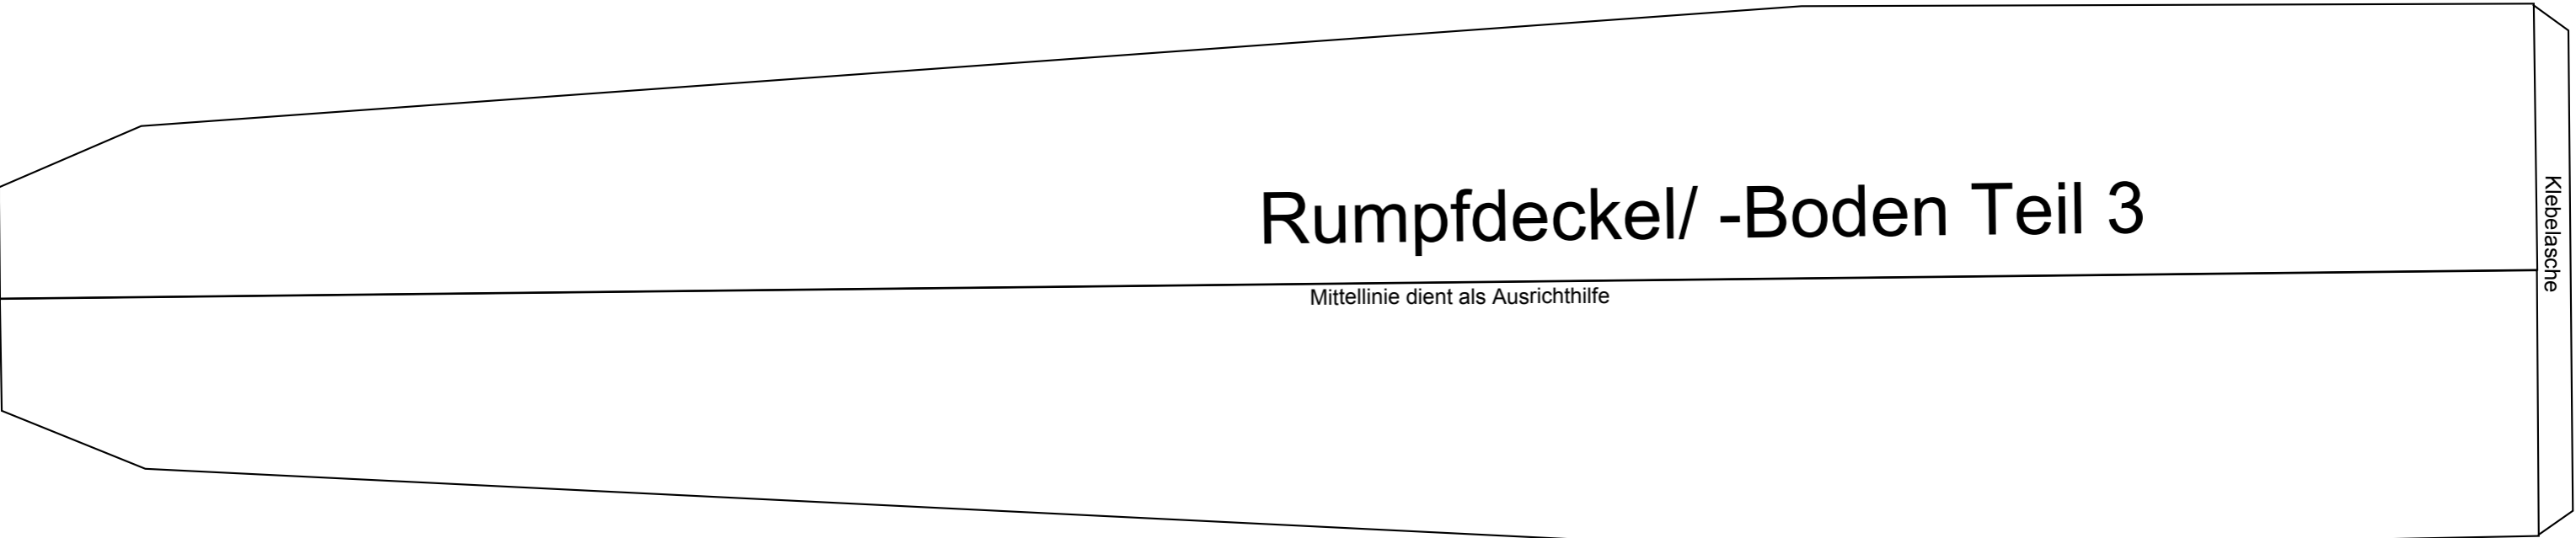 Rumpfdeckel/ -Boden Teil 3
Mittellinie dient als Ausrichthilfe
Klebelasche